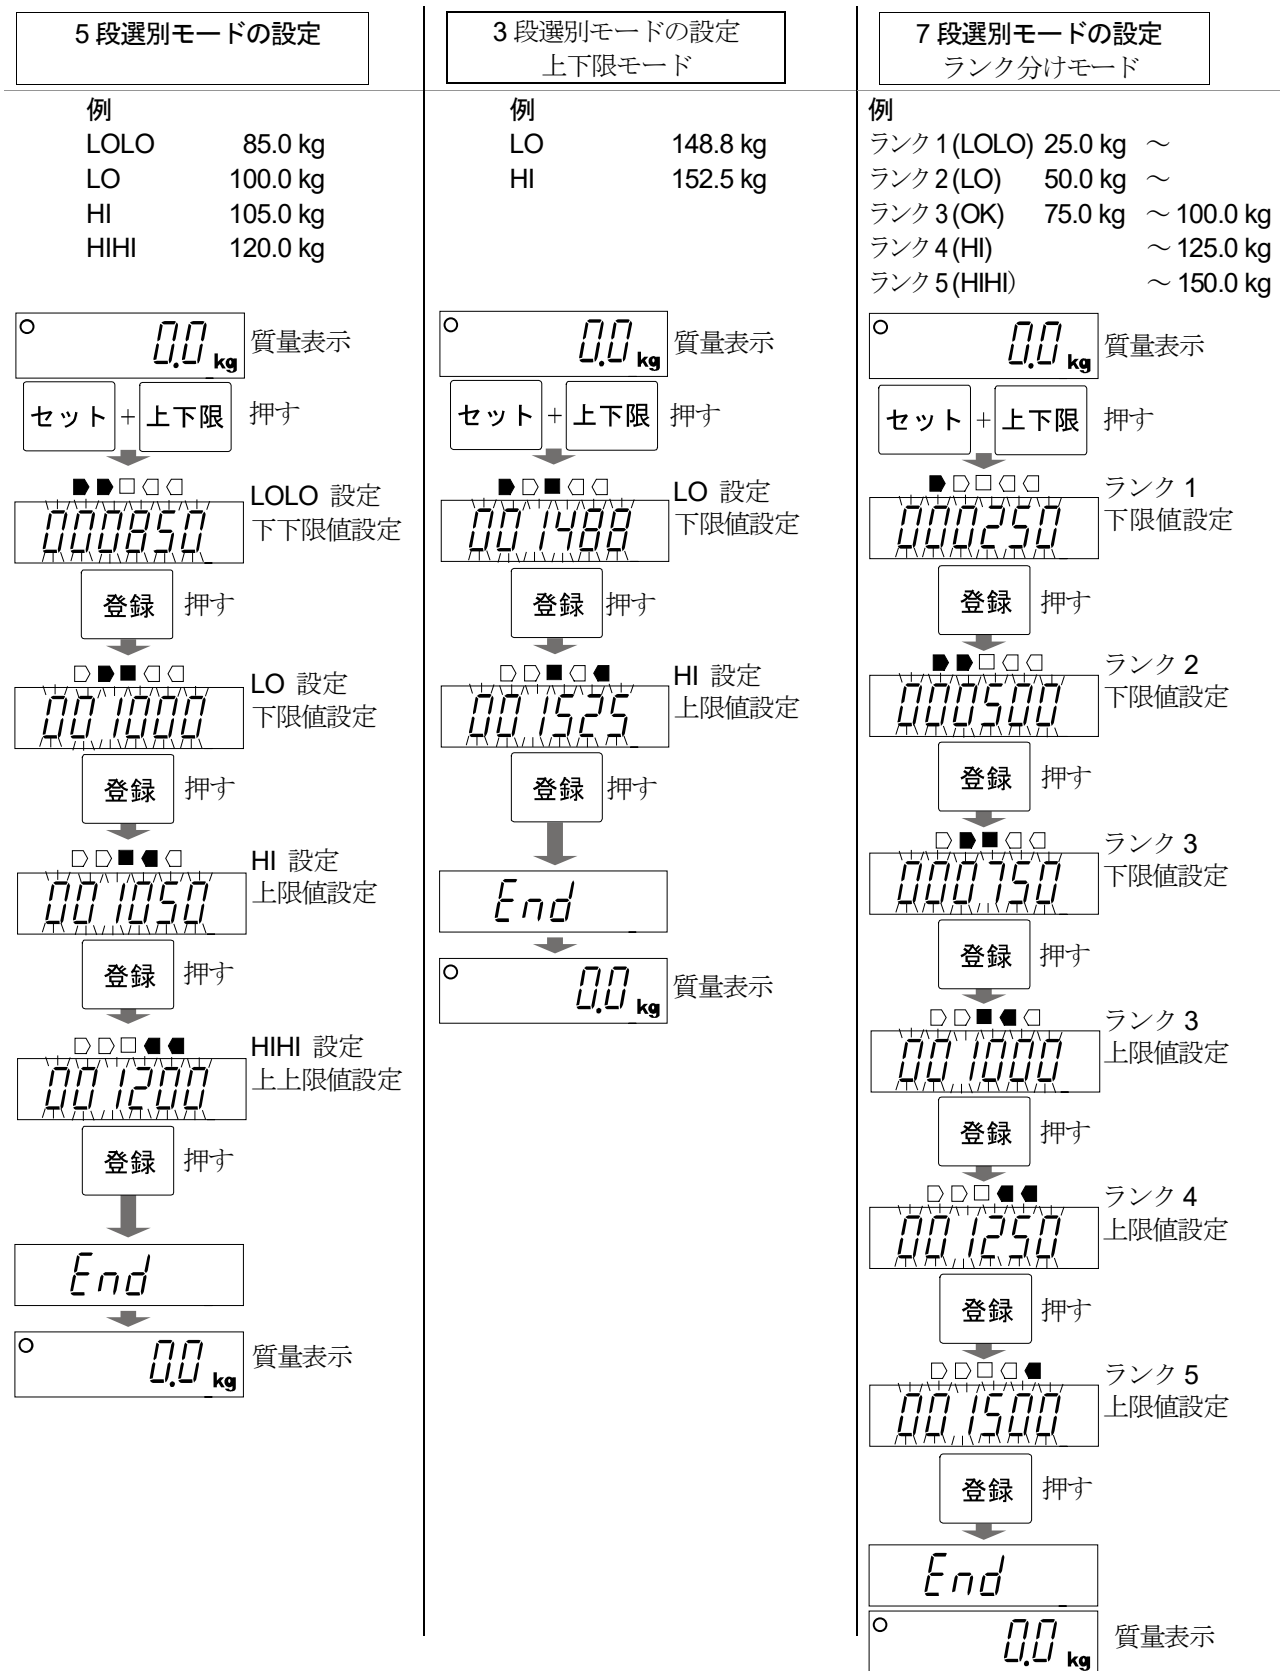 5 段選別モードの設定
例
LOLO 85.0 kg
LO 100.0 kg
HI 105.0 kg
HIHI 120.0 kg
0.0 kg 質量表示
セット + 上下限 押す
LOLO 設定
000850 下下限値設定
登録 押す
LO 設定
001000 下限値設定
登録 押す
HI 設定
001050 上限値設定
登録 押す
HIHI 設定
001200 上上限値設定
登録 押す
End
0.0 kg 質量表示
3 段選別モードの設定
上下限モード
例
LO 148.8 kg
HI 152.5 kg
0.0 kg 質量表示
セット + 上下限 押す
LO 設定
001488 下限値設定
登録 押す
HI 設定
001525 上限値設定
登録 押す
End
0.0 kg 質量表示
7 段選別モードの設定
ランク分けモード
例
ランク 1 (LOLO) 25.0 kg ～
ランク 2 (LO) 50.0 kg ～
ランク 3 (OK) 75.0 kg ～ 100.0 kg
ランク 4 (HI) ～ 125.0 kg
ランク 5 (HIHI) ～ 150.0 kg
0.0 kg 質量表示
セット + 上下限 押す
ランク 1
000250 下限値設定
登録 押す
ランク 2
000500 下限値設定
登録 押す
ランク 3
000750 下限値設定
登録 押す
ランク 3
001000 上限値設定
登録 押す
ランク 4
001250 上限値設定
登録 押す
ランク 5
001500 上限値設定
登録 押す
End
0.0 kg 質量表示